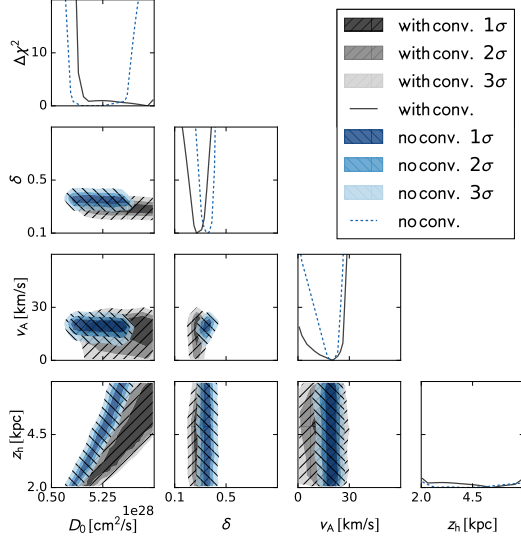 20
10
0
Δχ²
with conv. 1σ
with conv. 2σ
with conv. 3σ
with conv.
no conv. 1σ
no conv. 2σ
no conv. 3σ
no conv.
δ
0.5
0.1
v_A [km/s]
30
0
z_h [kpc]
4.5
2.0
0.50 5.25
1e28
D_0 [cm²/s]
0.1 0.5
δ
0 30 60
v_A [km/s]
2.0 4.5
z_h [kpc]